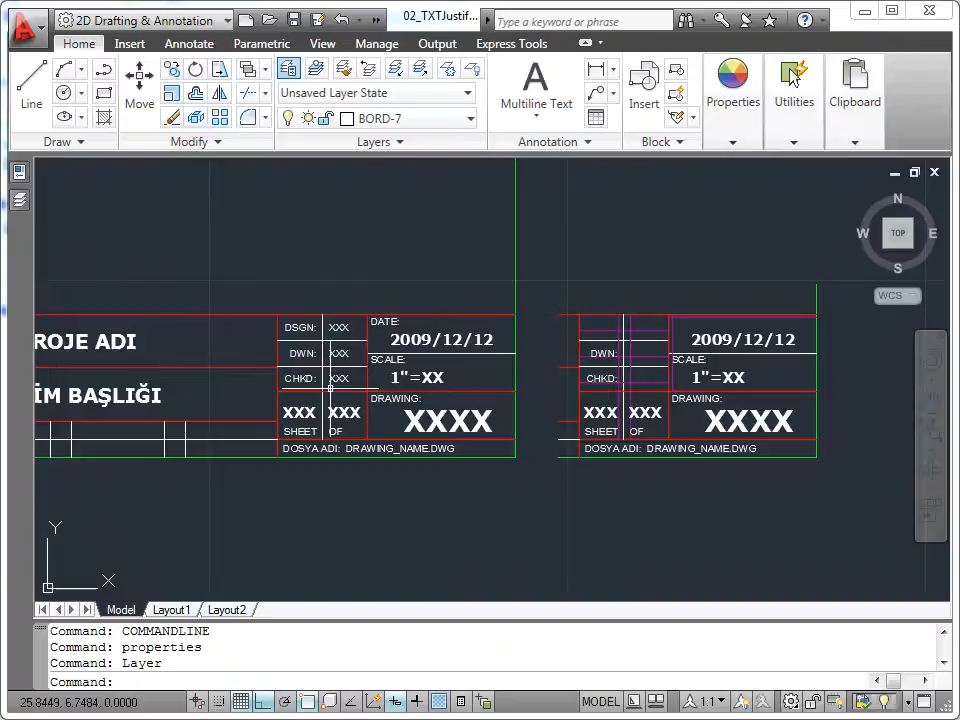 2D Drafting & Annotation
02_TXTJustif...
Type a keyword or phrase
Home Insert Annotate Parametric View Manage Output Express Tools
Line Move Unsaved Layer State Multiline Text Insert Properties Utilities Clipboard
BORD-7
Draw Modify Layers Annotation Block
N
W TOP E
S
WCS
ROJE ADI
İM BAŞLIĞI
DSGN: XXX DATE:
2009/12/12
DWN: XXX SCALE:
CHKD: XXX 1"=XX
DRAWING:
XXX XXX XXXX
SHEET OF
DOSYA ADI: DRAWING_NAME.DWG
2009/12/12
DWN: SCALE:
CHKD: 1"=XX
DRAWING:
XXX XXX XXXX
SHEET OF
DOSYA ADI: DRAWING_NAME.DWG
Y
X
Model Layout1 Layout2
Command: COMMANDLINE
Command: properties
Command: Layer
Command:
25.8449, 6.7484, 0.0000 MODEL 1:1